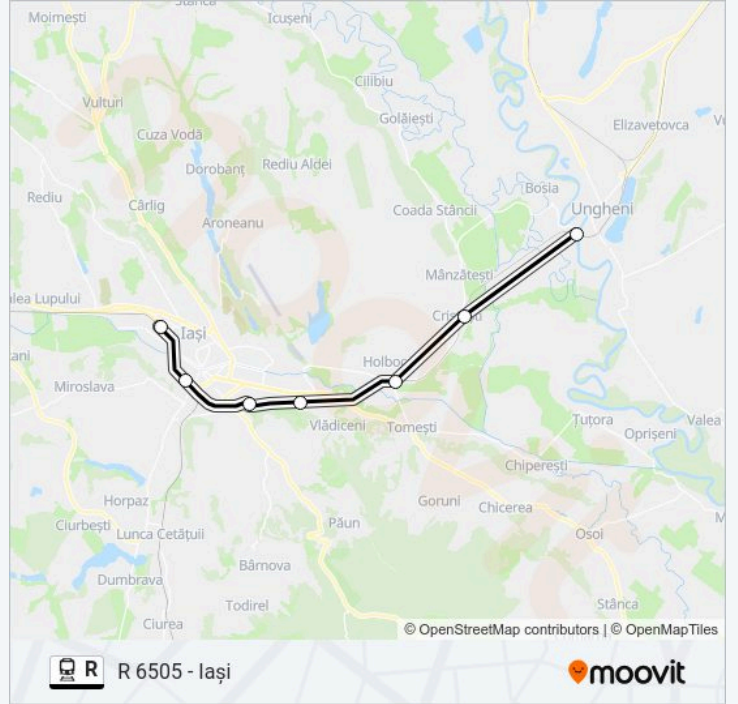 Moimești
Stanca
Icușeni
Vulturi
Cilibiu
Golăiești
Cuza Vodă
Elizavetovca
Dorobanț
Rediu Aldei
Rediu
Cârlig
Bosia
Aroneanu
Coada Stâncii
Ungheni
Mânzătești
lea Lupului
Iași
Holboc
Miroslava
Vlădiceni
Tomești
Țuțora
Valea
Oprișeni
Chiperești
Horpaz
Goruni
Chicerea
Ciurbești
Lunca Cetățuii
Păun
Osoi
Bârnova
Dumbrava
Todirel
Stânca
Ciurea
© OpenStreetMap contributors | © OpenMapTiles
R R 6505 - Iași
moovit